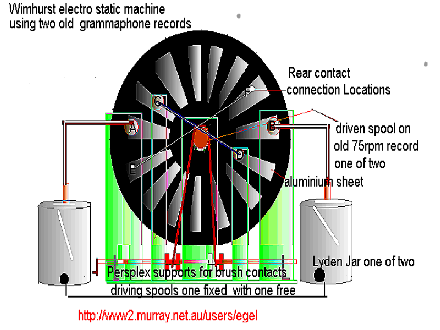 Wimhurst electro static machine
using two old grammaphone records
Rear contact
connection Locations
driven spool on
old 75rpm record
one of two
aluminium sheet
Lyden Jar one of two
Persplex supports for brush contacts
driving spools one fixed with one free
http://www2.murray.net.au/users/egel